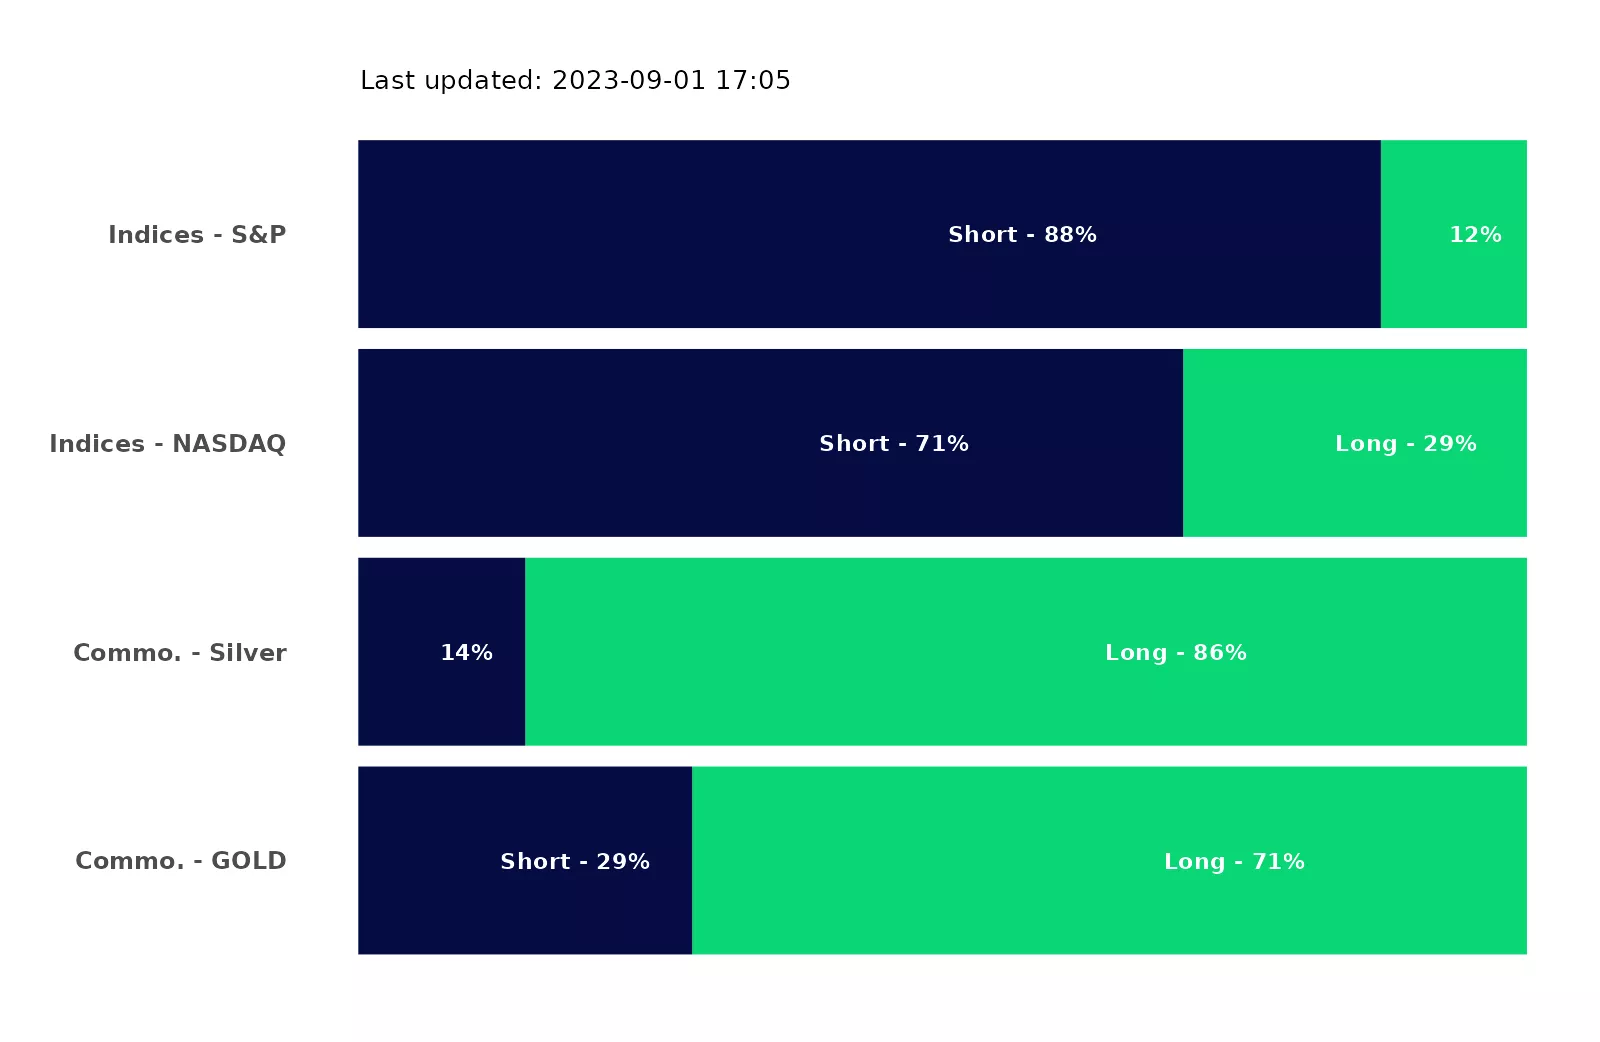 Last updated: 2023-09-01 17:05
Indices - S&P
Short - 88%
12%
Indices - NASDAQ
Short - 71%
Long - 29%
Commo. - Silver
14%
Long - 86%
Commo. - GOLD
Short - 29%
Long - 71%